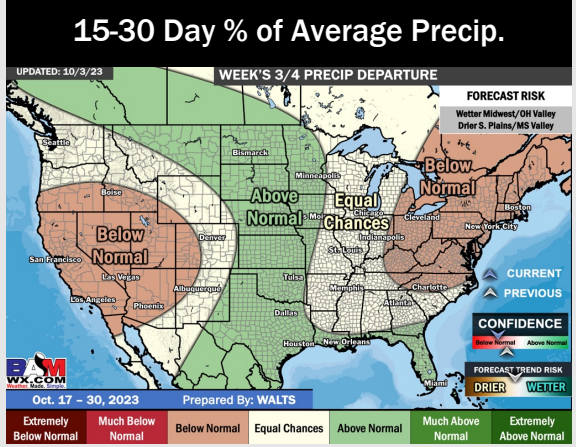 15-30 Day % of Average Precip.
UPDATED: 10/3/23
WEEK'S 3/4 PRECIP DEPARTURE
FORECAST RISK
Wetter Midwest/OH Valley
Drier S. Plains/MS Valley
Seattle
Bismarck
Minneapolis
Below
Normal
Boise
Above
Normal
Equal
Chances
s Moi
Chicago
Cleveland
Boston
New York City
Below
Normal
Denver
Indianapolis
San Francisco
St. Louis
Las Vegas
Tulsa
CURRENT
Albuquerque
Memphis
Charlotte
PREVIOUS
Los Angeles
Phoenix
Atlanta
Dallas
CONFIDENCE
Below Normal
Above Normal
Houston
New Orleans
BAM
WX.COM
Weather. Made. Simple.
FORECAST TREND RISK
DRIER
WETTER
Miami
Oct. 17 – 30, 2023
Prepared By: WALTS
Extremely
Below Normal
Much Below
Normal
Below Normal
Equal Chances
Above Normal
Much Above
Normal
Extremely
Above Normal